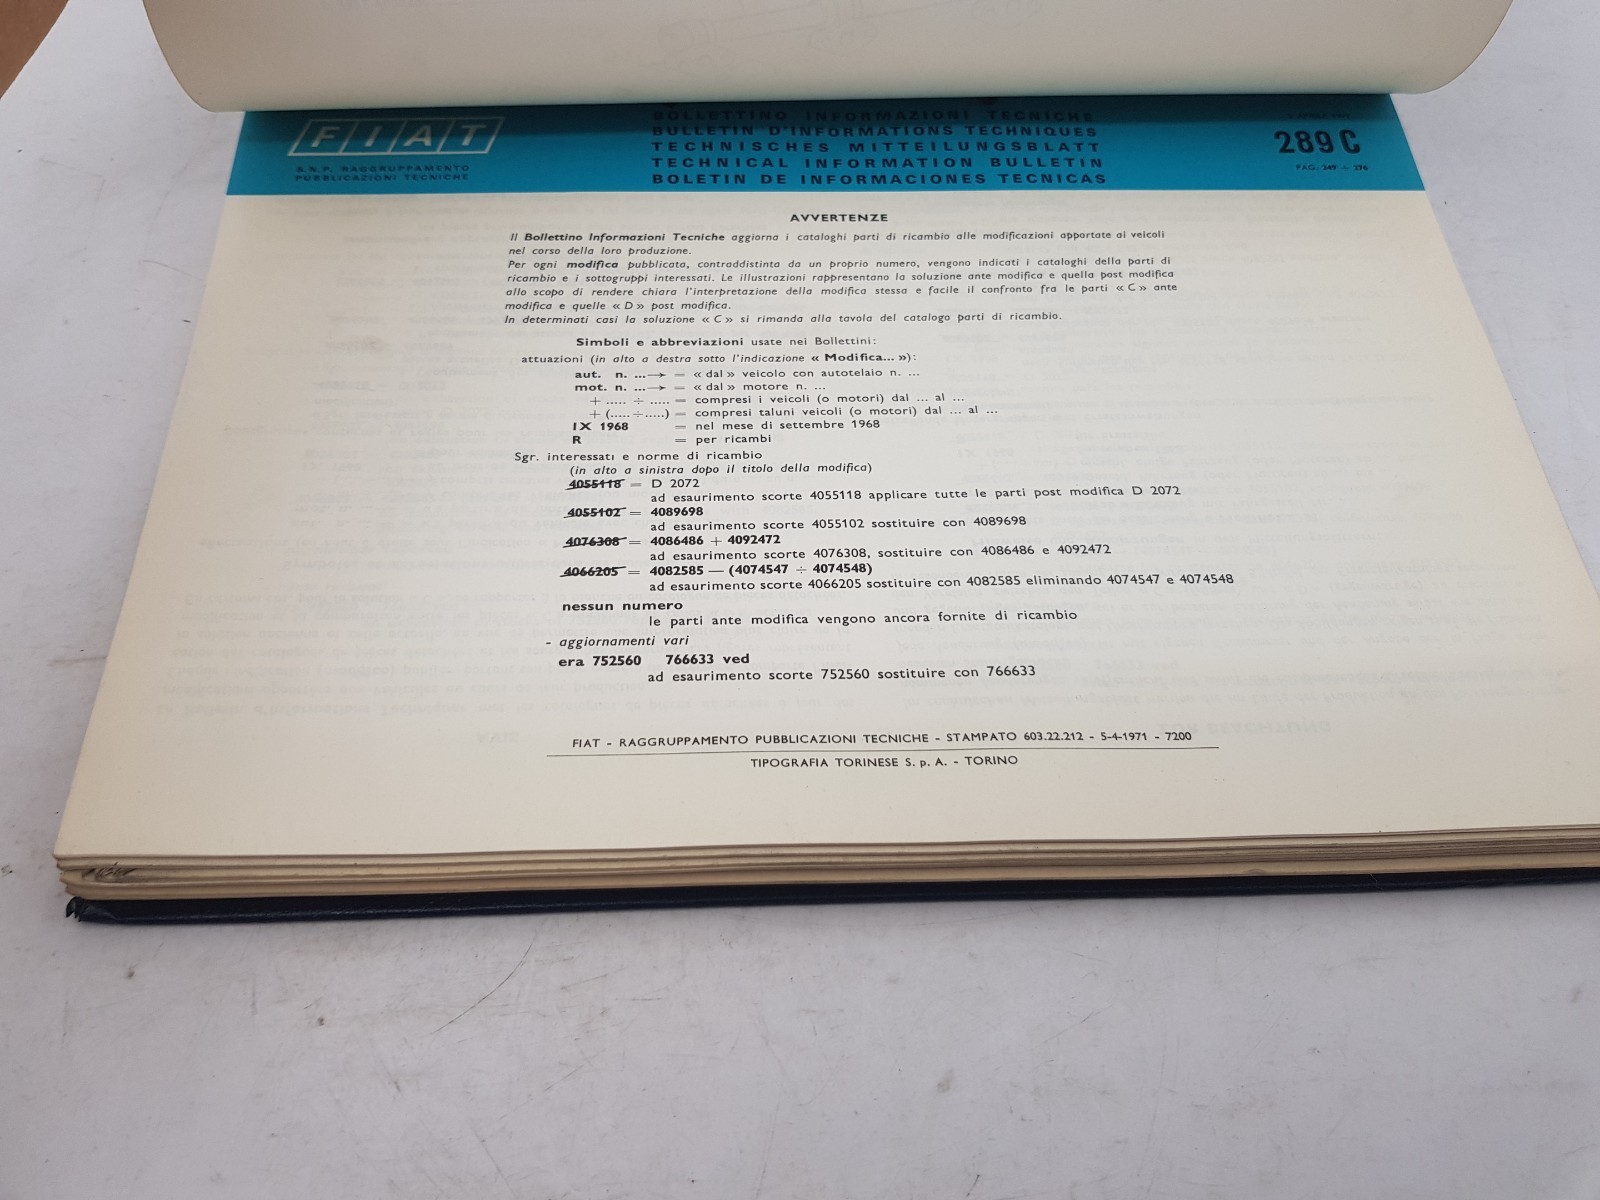 FIAT
S.N.P. RAGGRUPPAMENTO
PUBBLICAZIONI TECNICHE
BOLLETTINO INFORMAZIONI TECNICHE
BULLETIN D'INFORMATIONS TECHNIQUES
TECHNISCHES MITTEILUNGSBLATT
TECHNICAL INFORMATION BULLETIN
BOLETIN DE INFORMACIONES TECNICAS
289 C
PAG. 249 ÷ 276
AVVERTENZE
Il Bollettino Informazioni Tecniche aggiorna i cataloghi parti di ricambio alle modificazioni apportate ai veicoli
nel corso della loro produzione.
Per ogni modifica pubblicata, contraddistinta da un proprio numero, vengono indicati i cataloghi della parti di
ricambio e i sottogruppi interessati. Le illustrazioni rappresentano la soluzione ante modifica e quella post modifica
allo scopo di rendere chiara l'interpretazione della modifica stessa e facile il confronto fra le parti « C » ante
modifica e quelle « D » post modifica.
In determinati casi la soluzione « C » si rimanda alla tavola del catalogo parti di ricambio.
Simboli e abbreviazioni usate nei Bollettini:
attuazioni (in alto a destra sotto l'indicazione « Modifica... »):
aut. n. ...→ = « dal » veicolo con autotelaio n. ...
mot. n. ...→ = « dal » motore n. ...
+ ..... ÷ ..... = compresi i veicoli (o motori) dal ... al ...
+ (.....÷.....) = compresi taluni veicoli (o motori) dal ... al ...
IX 1968 = nel mese di settembre 1968
R = per ricambi
Sgr. interessati e norme di ricambio
(in alto a sinistra dopo il titolo della modifica)
4055118 = D 2072
ad esaurimento scorte 4055118 applicare tutte le parti post modifica D 2072
4055102 = 4089698
ad esaurimento scorte 4055102 sostituire con 4089698
4076308 = 4086486 + 4092472
ad esaurimento scorte 4076308, sostituire con 4086486 e 4092472
4066205 = 4082585 — (4074547 ÷ 4074548)
ad esaurimento scorte 4066205 sostituire con 4082585 eliminando 4074547 e 4074548
nessun numero
le parti ante modifica vengono ancora fornite di ricambio
- aggiornamenti vari
era 752560 766633 ved
ad esaurimento scorte 752560 sostituire con 766633
FIAT - RAGGRUPPAMENTO PUBBLICAZIONI TECNICHE - STAMPATO 603.22.212 - 5-4-1971 - 7200
TIPOGRAFIA TORINESE S. p. A. - TORINO